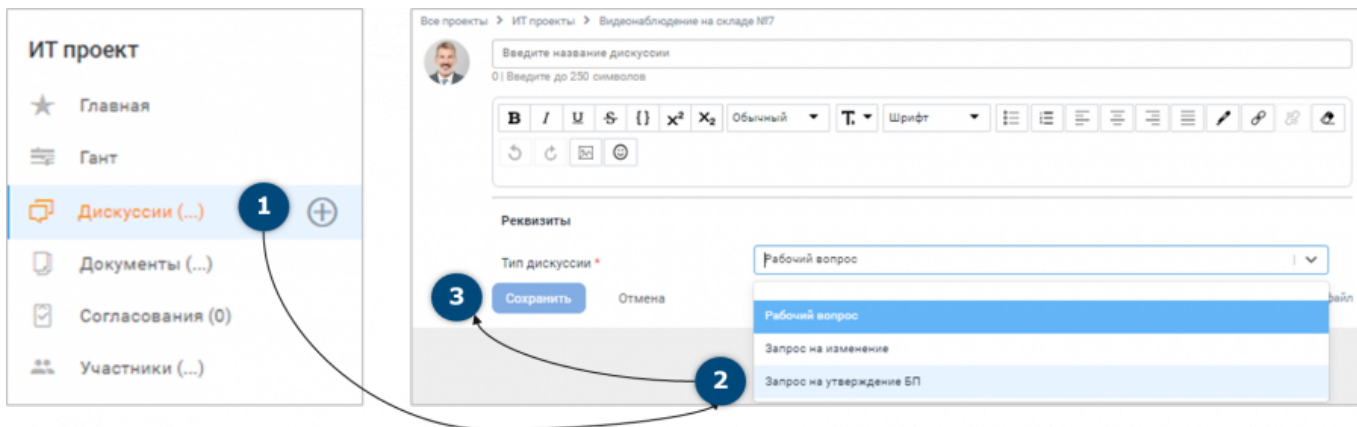 ИТ проект
Главная
Гант
Дискуссии (...)
1
Документы (...)
Согласования (0)
Участники (...)
Все проекты > ИТ проекты > Видеонаблюдение на складе №7
Введите название дискуссии
0 | Введите до 250 символов
B I U S {} x² X₂ Обычный T. Шрифт
Реквизиты
Тип дискуссии * Рабочий вопрос
3 Сохранить Отмена файл
Рабочий вопрос
Запрос на изменение
2 Запрос на утверждение БП